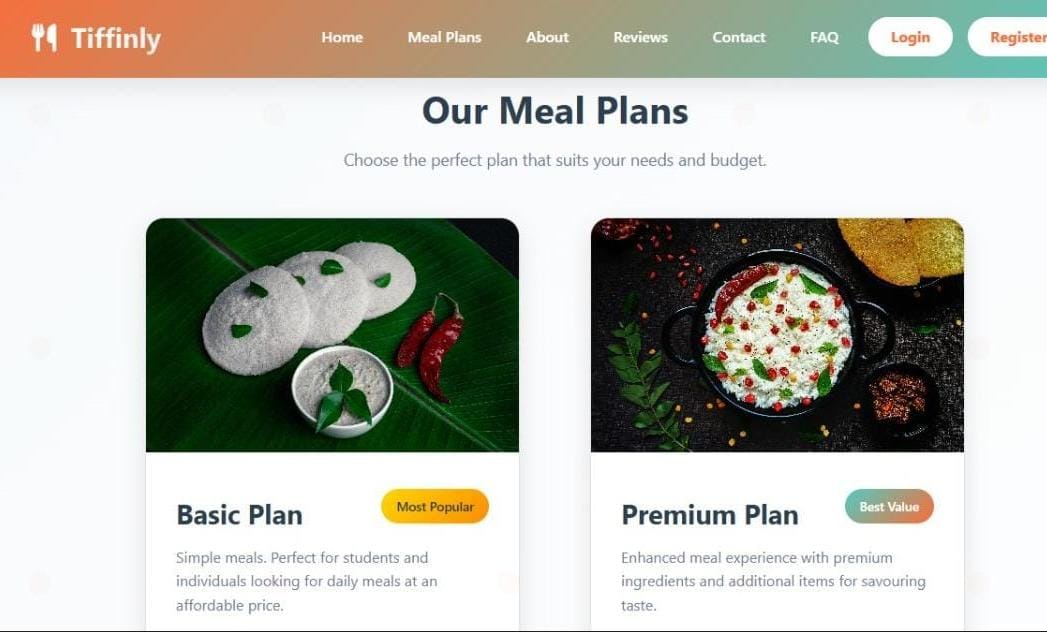 Tiffinly
Home Meal Plans About Reviews Contact FAQ Login Register
Our Meal Plans
Choose the perfect plan that suits your needs and budget.
Basic Plan
Most Popular
Simple meals. Perfect for students and
individuals looking for daily meals at an
affordable price.
Premium Plan
Best Value
Enhanced meal experience with premium
ingredients and additional items for savouring
taste.